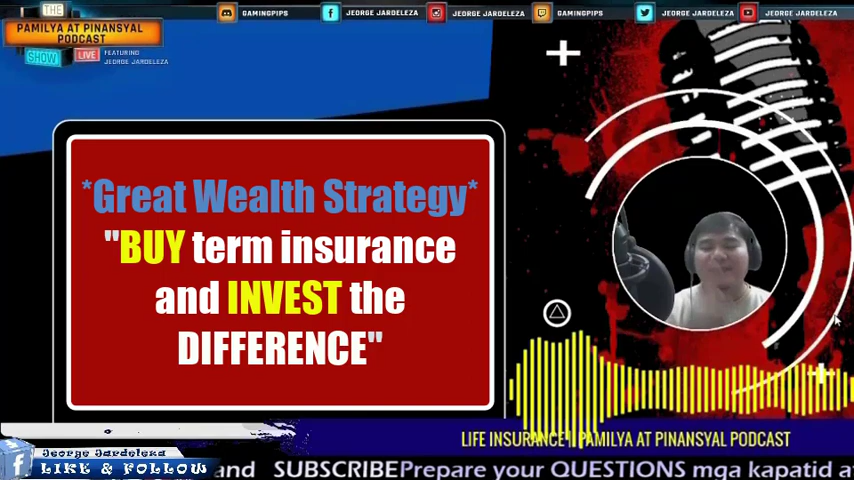 THE
PAMILYA AT PINANSYAL
PODCAST
SHOW
LIVE
FEATURING
JEORGE JARDELEZA
GAMINGPIPS
JEORGE JARDELEZA
JEORGE JARDELEZA
GAMINGPIPS
JEORGE JARDELEZA
JEORGE JARDELEZA
*Great Wealth Strategy*
"BUY term insurance
and INVEST the
DIFFERENCE"
LIFE INSURANCE | PAMILYA AT PINANSYAL PODCAST
Jeorge Jardeleza
LIKE & FOLLOW
and SUBSCRIBEPrepare your QUESTIONS mga kapatid at